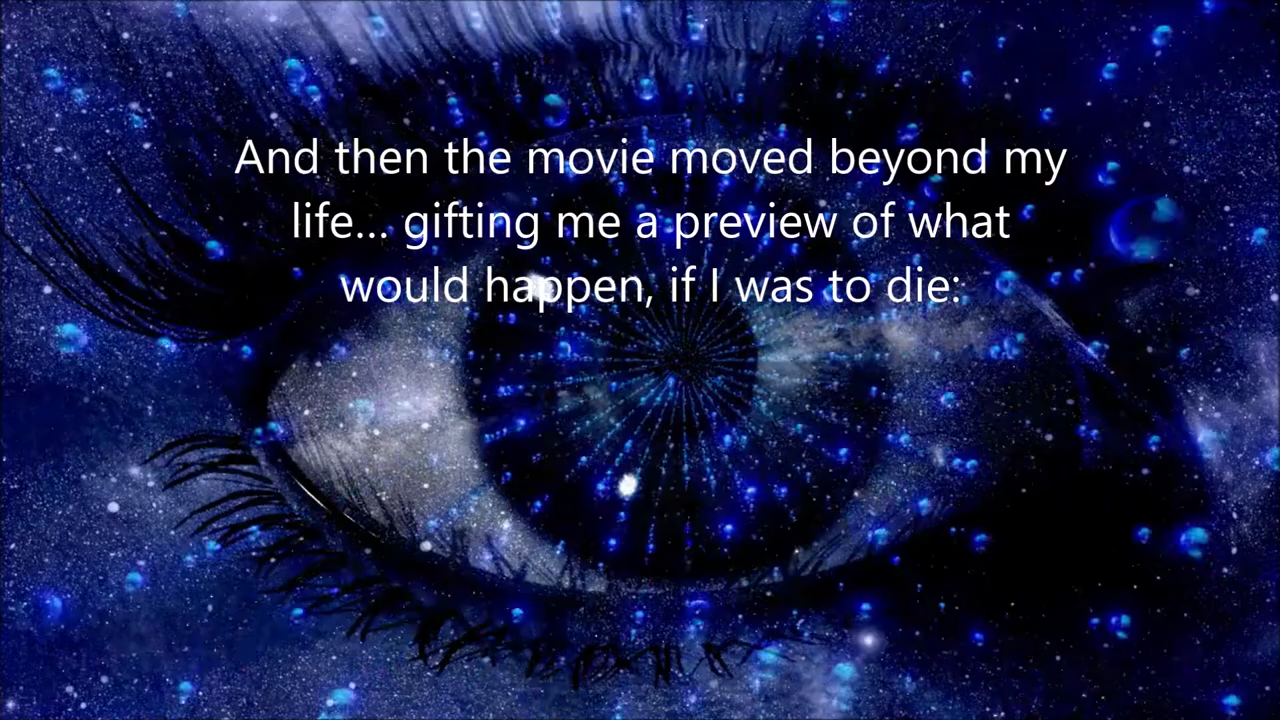 And then the movie moved beyond my
life... gifting me a preview of what
would happen, if I was to die: